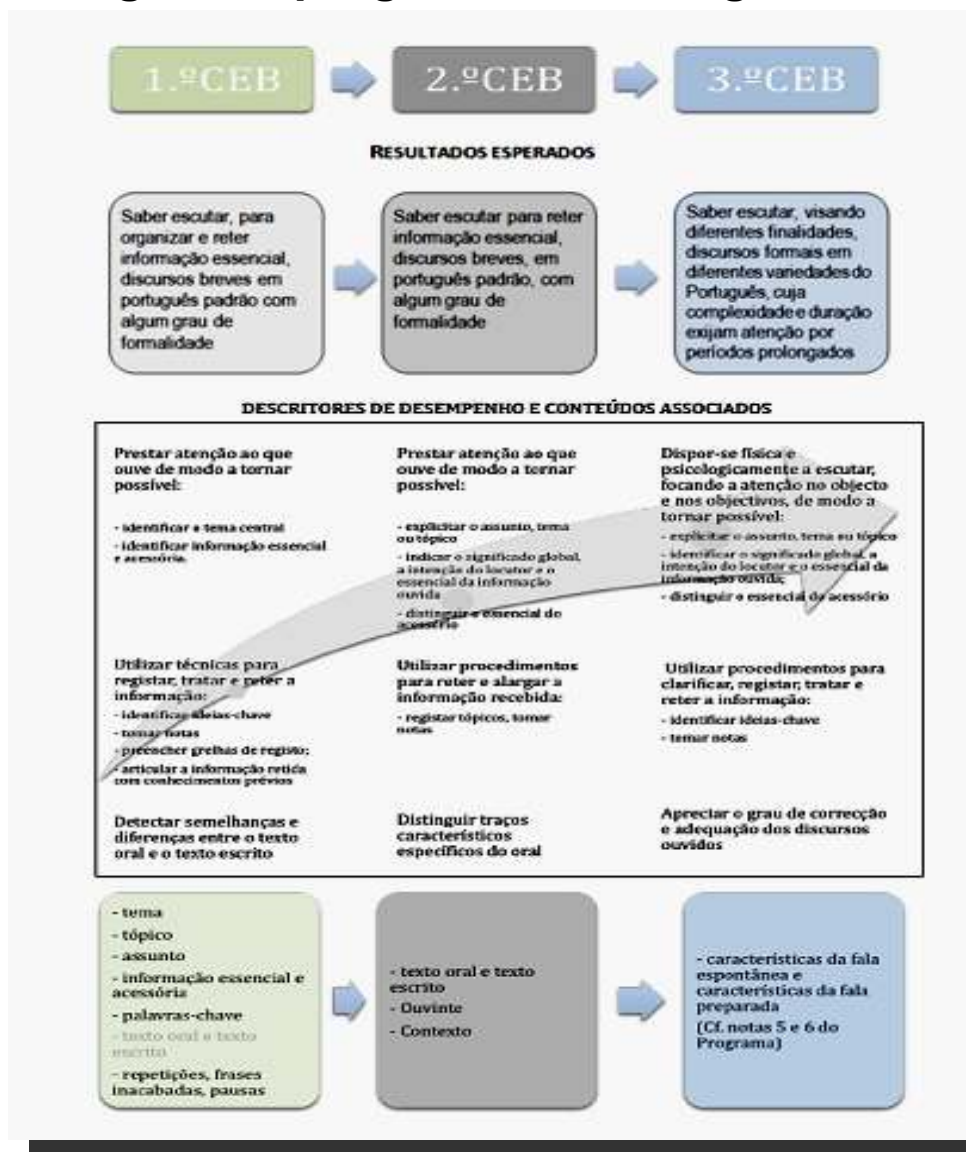 1.ºCEB
2.ºCEB
3.ºCEB
RESULTADOS ESPERADOS
Saber escutar, para
organizar e reter
informação essencial,
discursos breves em
português padrão com
algum grau de
formalidade
Saber escutar para reter
informação essencial,
discursos breves, em
português padrão, com
algum grau de
formalidade
Saber escutar, visando
diferentes finalidades,
discursos formais em
diferentes variedades do
Português, cuja
complexidade e duração
exijam atenção por
períodos prolongados
DESCRITORES DE DESEMPENHO E CONTEÚDOS ASSOCIADOS
Prestar atenção ao que
ouve de modo a tornar
possível:
- identificar o tema central
- identificar informação essencial
e acessória.
Prestar atenção ao que
ouve de modo a tornar
possível:
- explicitar o assunto, tema
ou tópico
- indicar o significado global,
a intenção do locutor e o
essencial da informação
ouvida
- distinguir o essencial do
acessório
Dispor-se física e
psicologicamente a escutar,
focando a atenção no objecto
e nos objectivos, de modo a
tornar possível:
- explicitar o assunto, tema ou tópico
- identificar o significado global, a
intenção do locutor e o essencial da
informação ouvida;
- distinguir o essencial do acessório
Utilizar técnicas para
registar, tratar e reter a
informação:
- identificar ideias-chave
- tomar notas
- preencher grelhas de registo;
- articular a informação retida
com conhecimentos prévios
Utilizar procedimentos
para reter e alargar a
informação recebida:
- registar tópicos, tomar
notas
Utilizar procedimentos para
clarificar, registar, tratar e
reter a informação:
- identificar ideias-chave
- tomar notas
Detectar semelhanças e
diferenças entre o texto
oral e o texto escrito
Distinguir traços
característicos
específicos do oral
Apreciar o grau de correcção
e adequação dos discursos
ouvidos
- tema
- tópico
- assunto
- informação essencial e
acessória
- palavras-chave
- texto oral e texto
escrito
- repetições, frases
inacabadas, pausas
- texto oral e texto
escrito
- Ouvinte
- Contexto
- características da fala
espontânea e
características da fala
preparada
(Cf. notas 5 e 6 do
Programa)